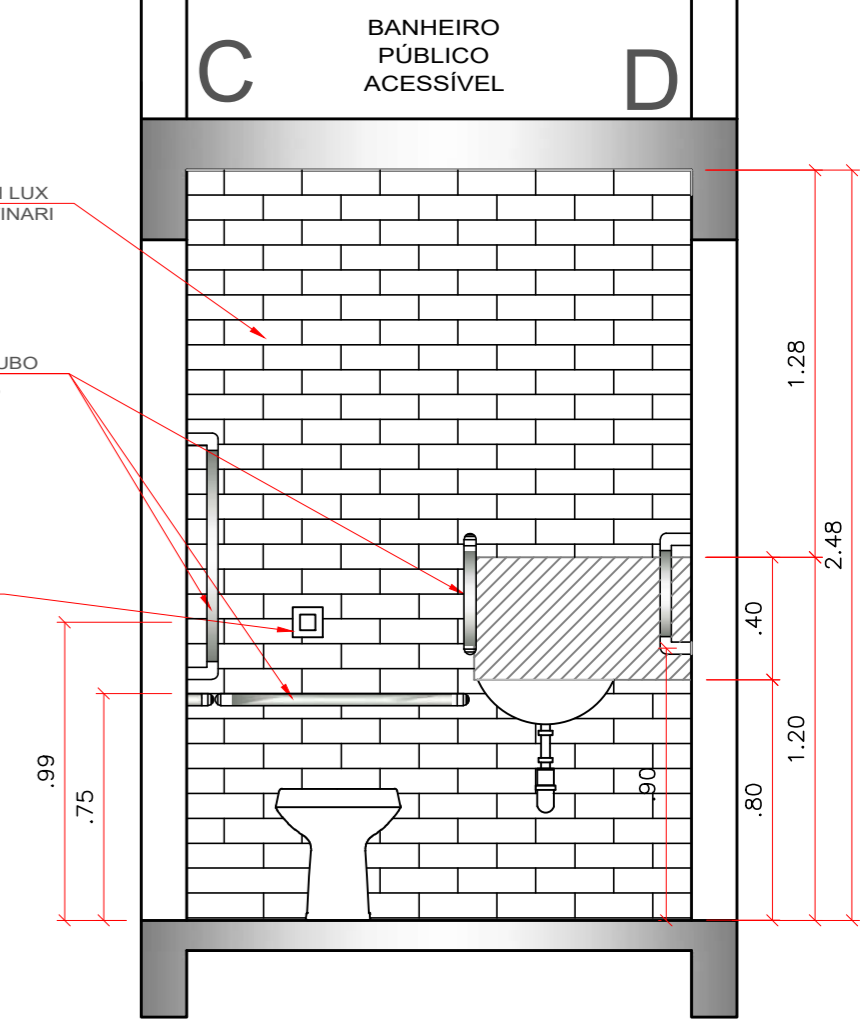 BANHEIRO
PÚBLICO
ACESSÍVEL
C
D
LUX
INARI
UBO
1.28
2.48
.40
1.20
.80
.90
.99
.75